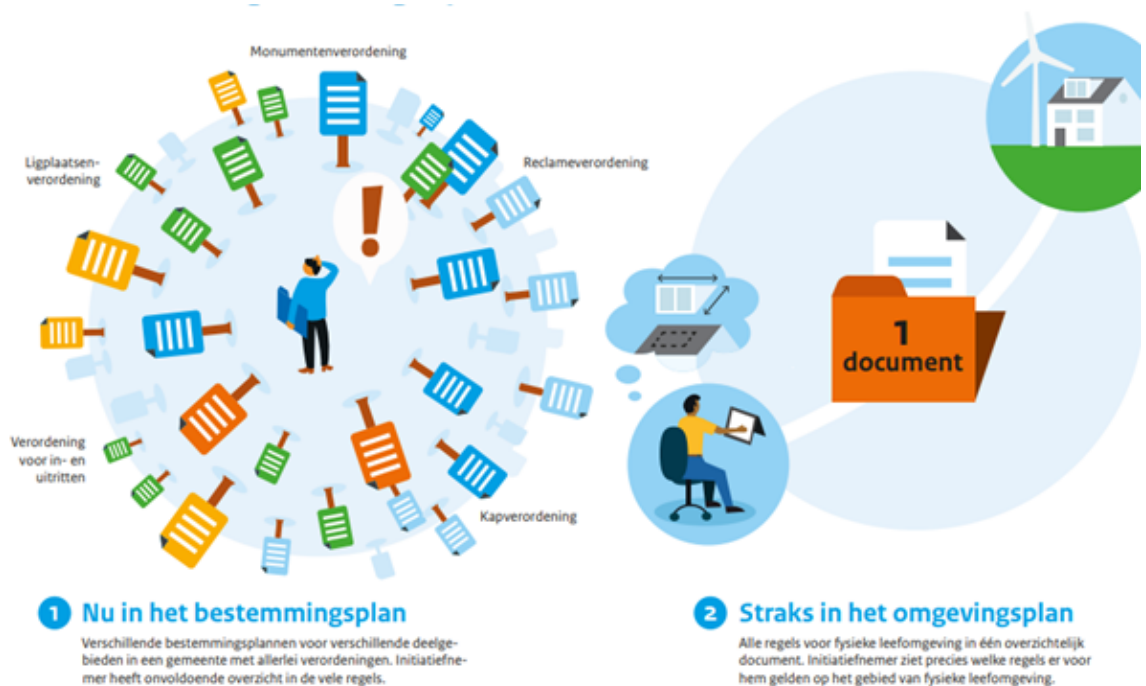 Monumentenverordening
Ligplaatsen-
verordening
Reclameverordening
Verordening
voor in- en
uitritten
Kapverordening
1
document
1 Nu in het bestemmingsplan
Verschillende bestemmingsplannen voor verschillende deelge-
bieden in een gemeente met allerlei verordeningen. Initiatiefne-
mer heeft onvoldoende overzicht in de vele regels.
2 Straks in het omgevingsplan
Alle regels voor fysieke leefomgeving in één overzichtelijk
document. Initiatiefnemer ziet precies welke regels er voor
hem gelden op het gebied van fysieke leefomgeving.